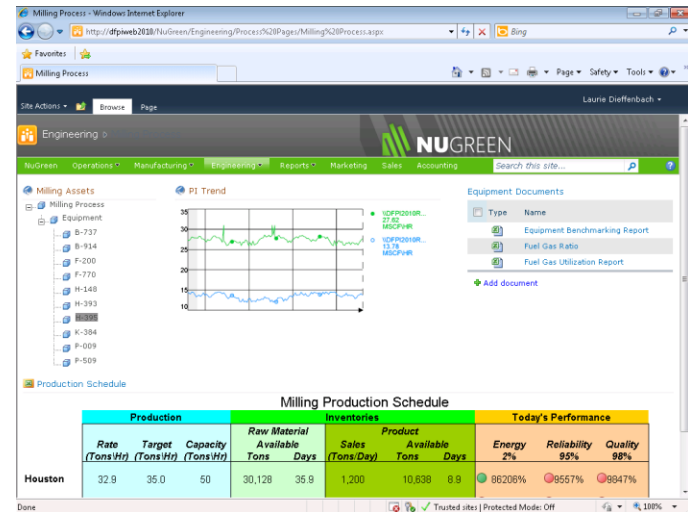 Milling Process - Windows Internet Explorer
http://dfpiweb2010/NuGreen/Engineering/Process%20Pages/Milling%20Process.aspx
Bing
Favorites
Milling Process
Page Safety Tools
Site Actions Browse Page Laurie Dieffenbach
Engineering
NUGREEN
NuGreen Operations Manufacturing Engineering Reports Marketing Sales Accounting Search this site...
Milling Assets
Milling Process
Equipment
B-737
B-914
F-200
F-770
H-148
H-393
H-395
K-384
P-009
P-509
PI Trend
35
30
25
20
15
10
\\DFPI2010R...
27.62
MSCF\HR
\\DFPI2010R...
13.78
MSCF\HR
Equipment Documents
Type Name
Equipment Benchmarking Report
Fuel Gas Ratio
Fuel Gas Utilization Report
Add document
Production Schedule
Milling Production Schedule
Production Inventories Today's Performance
Raw Material Product
Rate Target Capacity Available Sales Available Energy Reliability Quality
(Tons\Hr) (Tons\Hr) (Tons\Hr) Tons Days (Tons/Day) Tons Days 2% 95% 98%
Houston 32.9 35.0 50 30,128 35.9 1,200 10,638 8.9 86206% 9557% 9847%
Done Trusted sites | Protected Mode: Off 100%